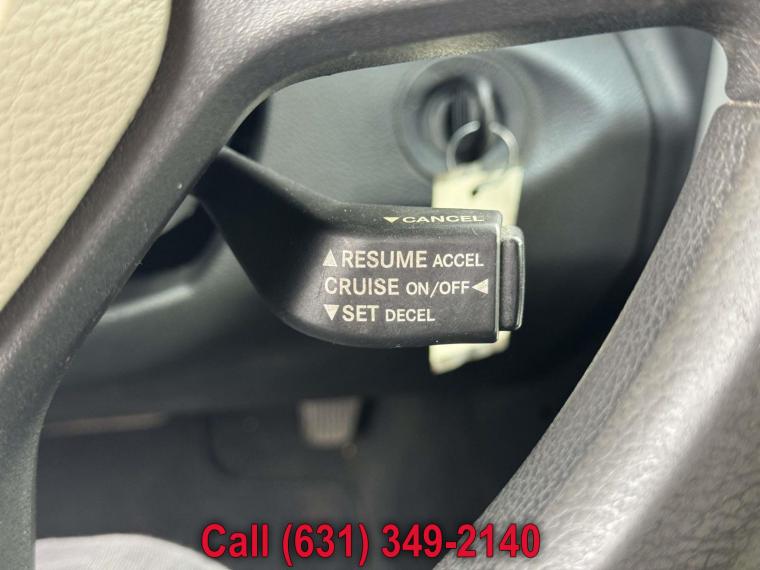 ▼CANCEL
▲RESUME ACCEL
CRUISE ON/OFF◄
▼SET DECEL
Call (631) 349-2140